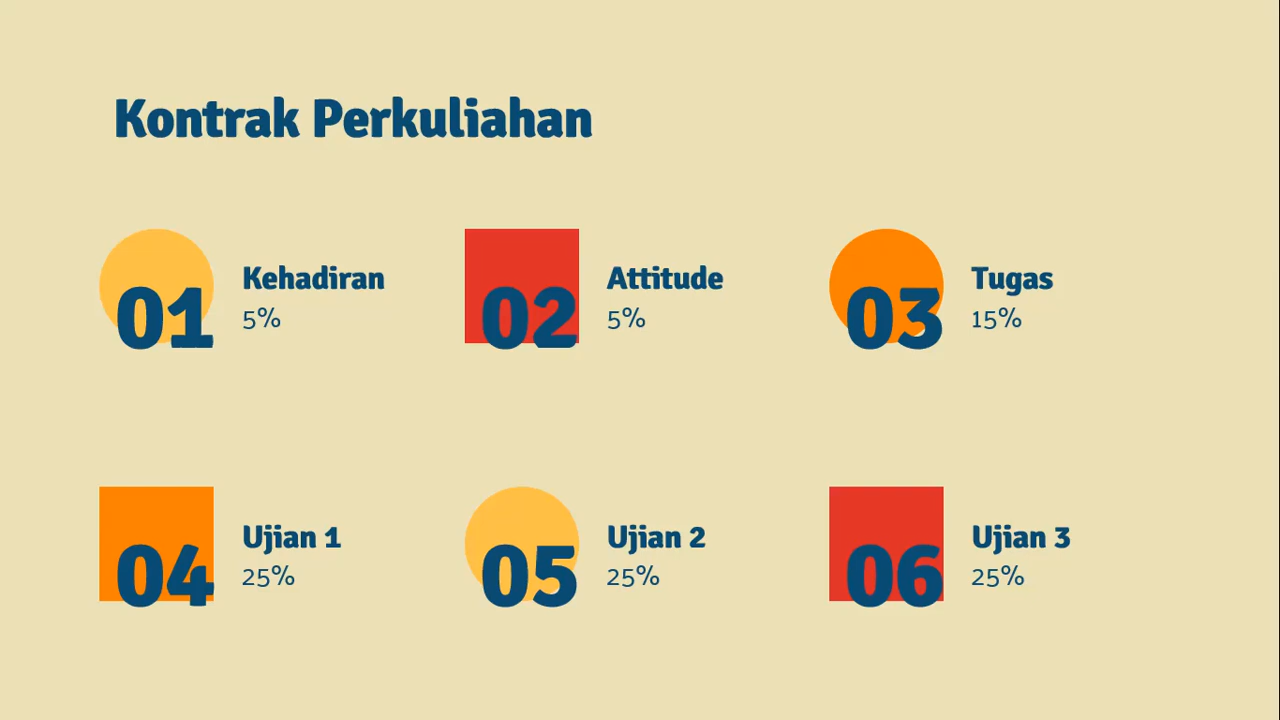 Kontrak Perkuliahan
01
Kehadiran
5%
02
Attitude
5%
03
Tugas
15%
04
Ujian 1
25%
05
Ujian 2
25%
06
Ujian 3
25%